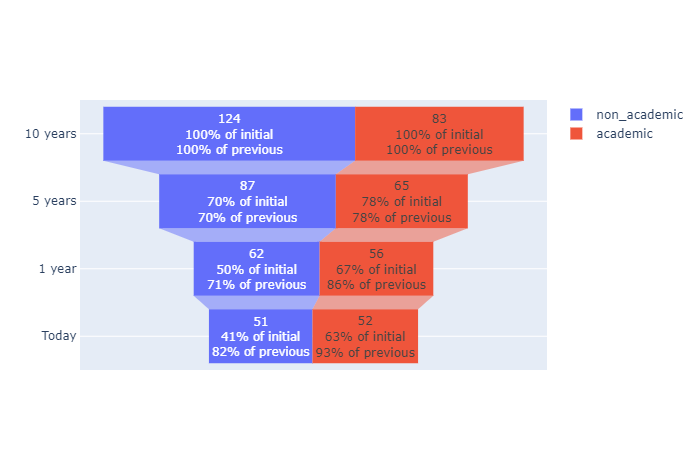 non_academic
academic
10 years
124
100% of initial
100% of previous
83
100% of initial
100% of previous
5 years
87
70% of initial
70% of previous
65
78% of initial
78% of previous
1 year
62
50% of initial
71% of previous
56
67% of initial
86% of previous
Today
51
41% of initial
82% of previous
52
63% of initial
93% of previous